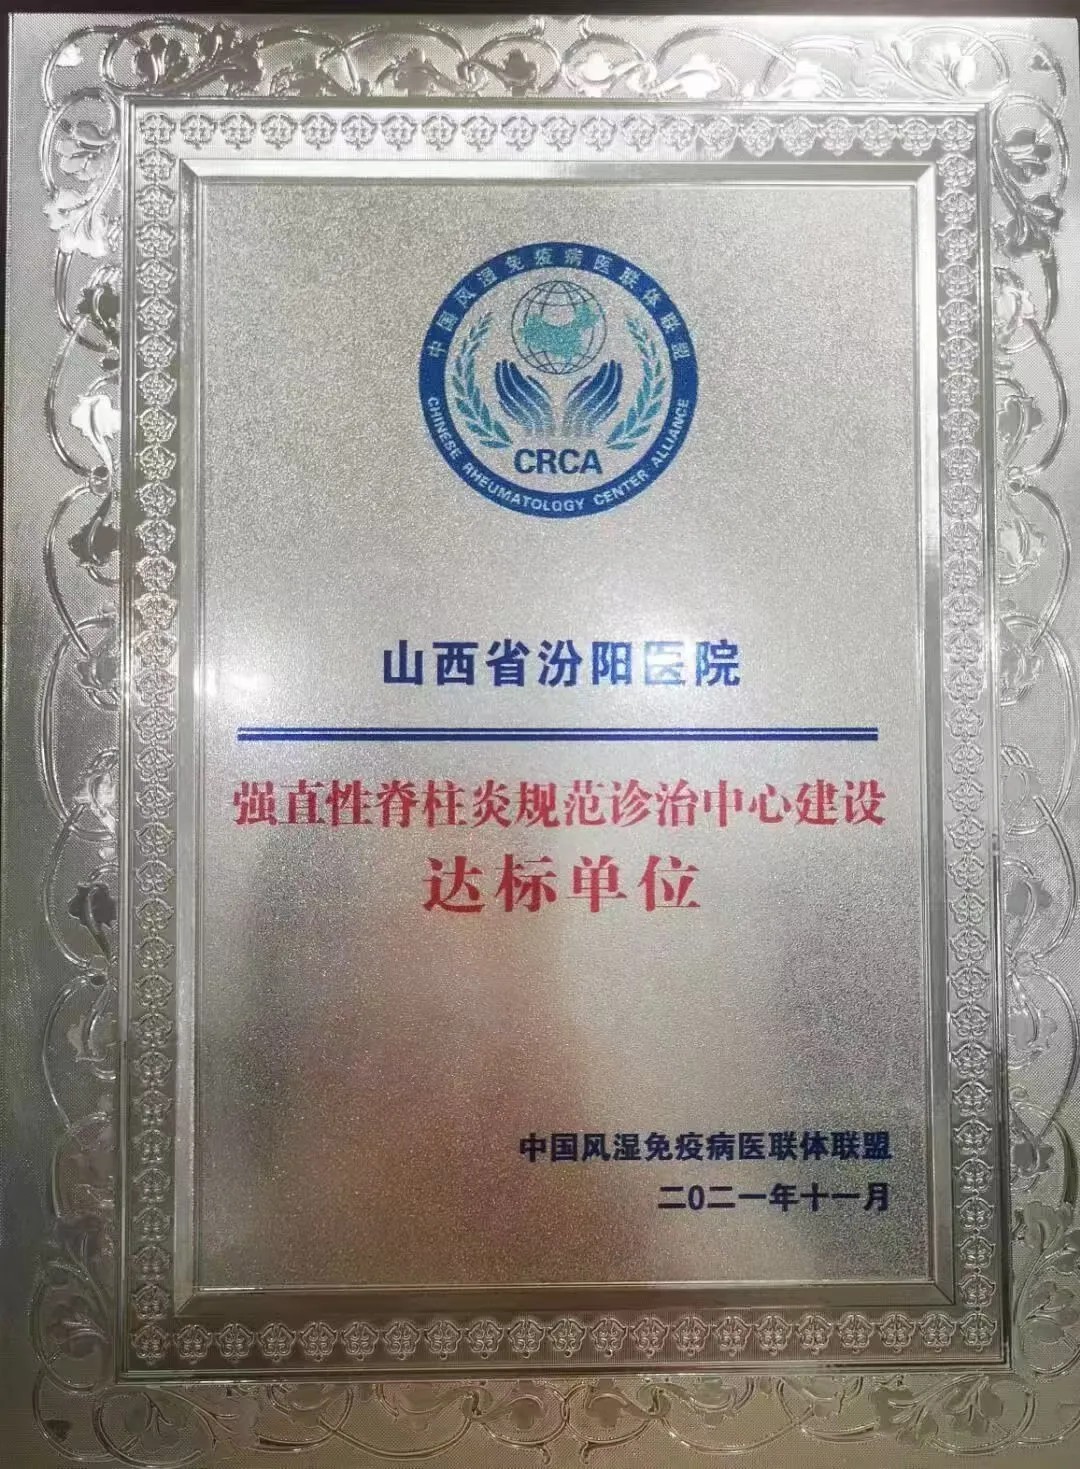 中国风湿免疫病医联体联盟
CRCA
CHINESE RHEUMATOLOGY CENTER ALLIANCE
山西省汾阳医院
强直性脊柱炎规范诊治中心建设
达标单位
中国风湿免疫病医联体联盟
二〇二一年十一月